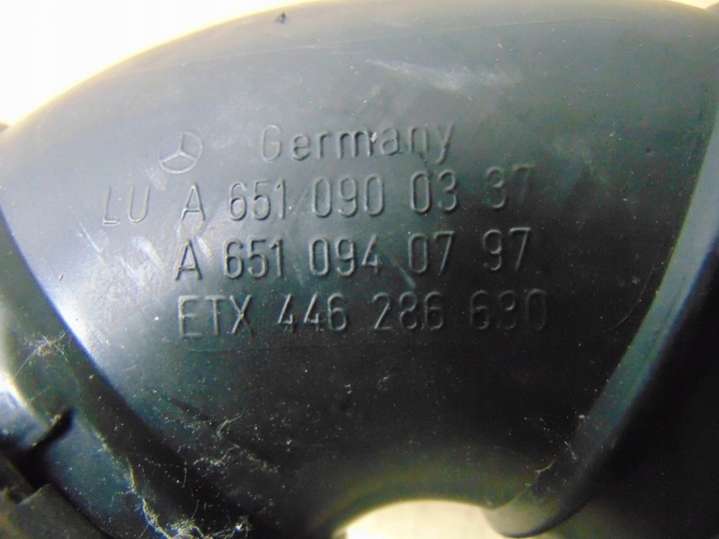 Germany
LU A 651 090 03 37
A 651 094 07 97
ETX 446 286 630